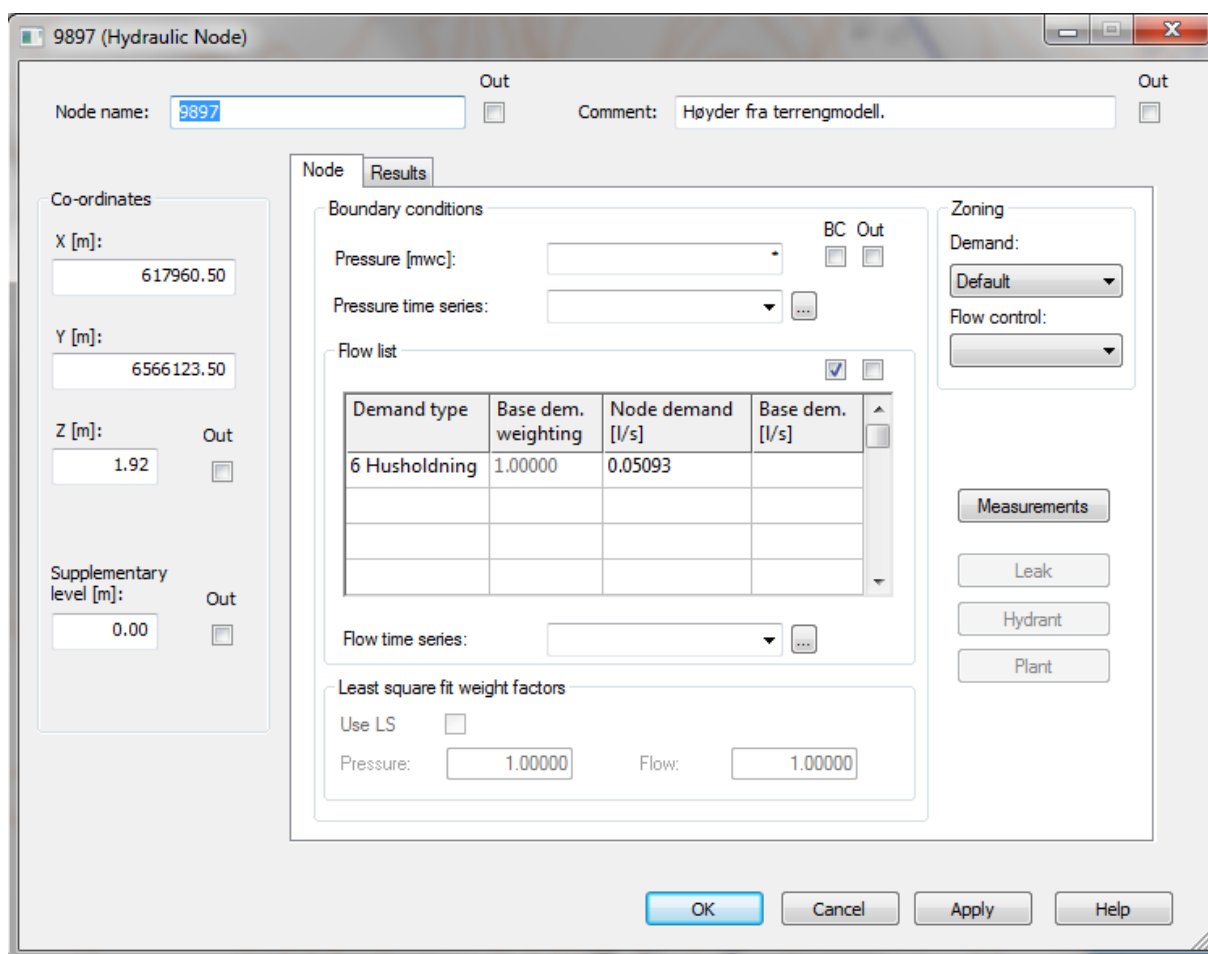 9897 (Hydraulic Node)
Out Out
Node name: 9897 Comment: Høyder fra terrengmodell.
Node Results
Co-ordinates
X [m]:
617960.50
Y [m]:
6566123.50
Z [m]: Out
1.92
Supplementary
level [m]: Out
0.00
Boundary conditions
BC Out
Pressure [mwc]: *
Pressure time series: ...
Flow list
Demand type Base dem. weighting Node demand [l/s] Base dem. [l/s]
6 Husholdning 1.00000 0.05093
Flow time series: ...
Least square fit weight factors
Use LS
Pressure: 1.00000 Flow: 1.00000
Zoning
Demand:
Default
Flow control:
Measurements
Leak
Hydrant
Plant
OK Cancel Apply Help